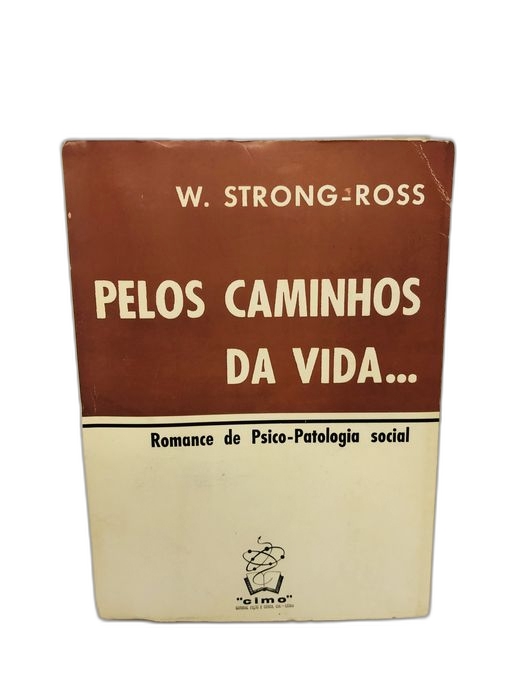 W. STRONG-ROSS
PELOS CAMINHOS
DA VIDA...
Romance de Psico-Patologia social
"cimo"